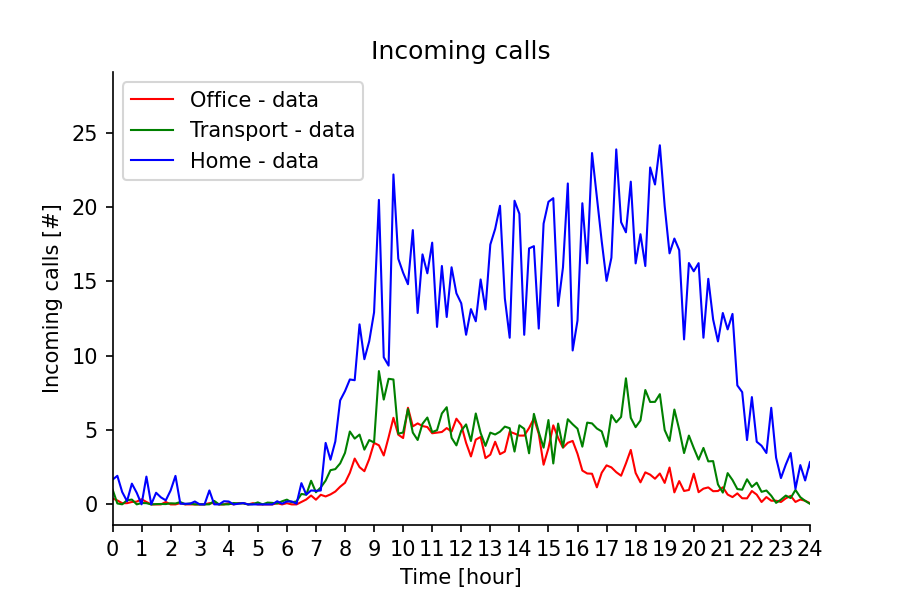 Incoming calls
Office - data
Transport - data
Home - data
25
20
15
10
5
0
Incoming calls [#]
0 1 2 3 4 5 6 7 8 9 10 11 12 13 14 15 16 17 18 19 20 21 22 23 24
Time [hour]